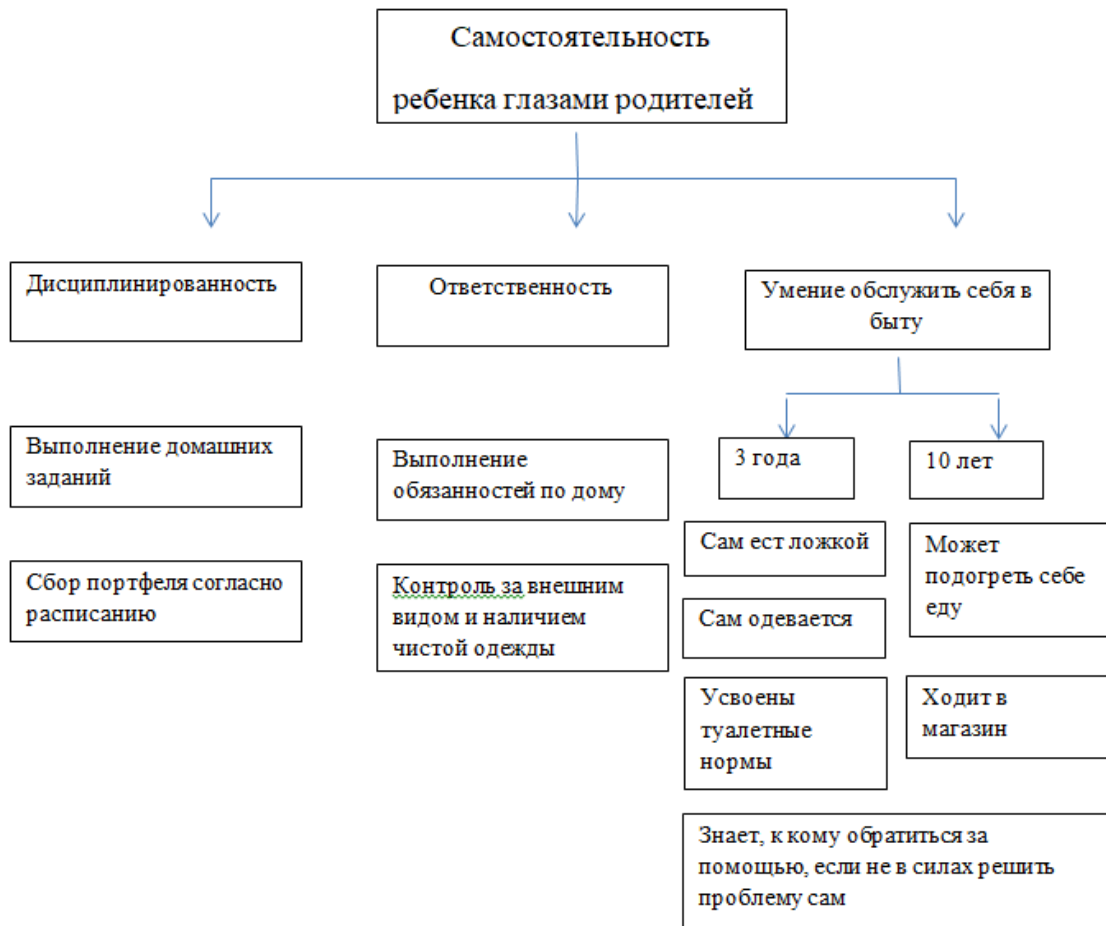 Самостоятельность
ребенка глазами родителей
Дисциплинированность
Ответственность
Умение обслужить себя в
быту
Выполнение домашних
заданий
Сбор портфеля согласно
расписанию
Выполнение
обязанностей по дому
Контроль за внешним
видом и наличием
чистой одежды
3 года
10 лет
Сам ест ложкой
Сам одевается
Усвоены
туалетные
нормы
Может
подогреть себе
еду
Ходит в
магазин
Знает, к кому обратиться за
помощью, если не в силах решить
проблему сам